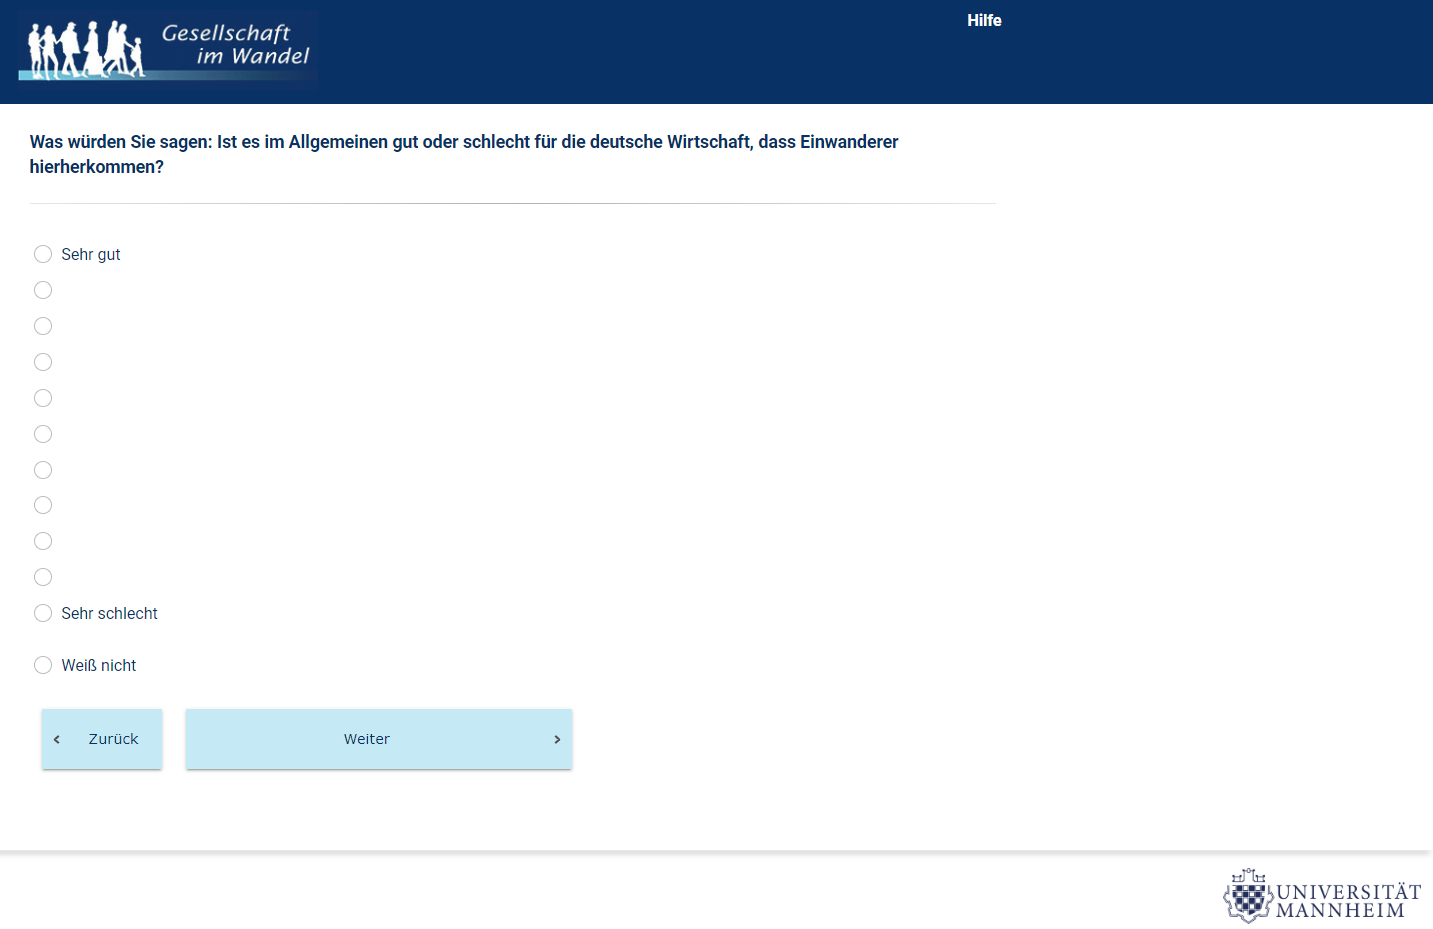 Gesellschaft
im Wandel
Hilfe
Was würden Sie sagen: Ist es im Allgemeinen gut oder schlecht für die deutsche Wirtschaft, dass Einwanderer
hierherkommen?
Sehr gut
Sehr schlecht
Weiß nicht
‹ Zurück
Weiter ›
UNIVERSITÄT
MANNHEIM